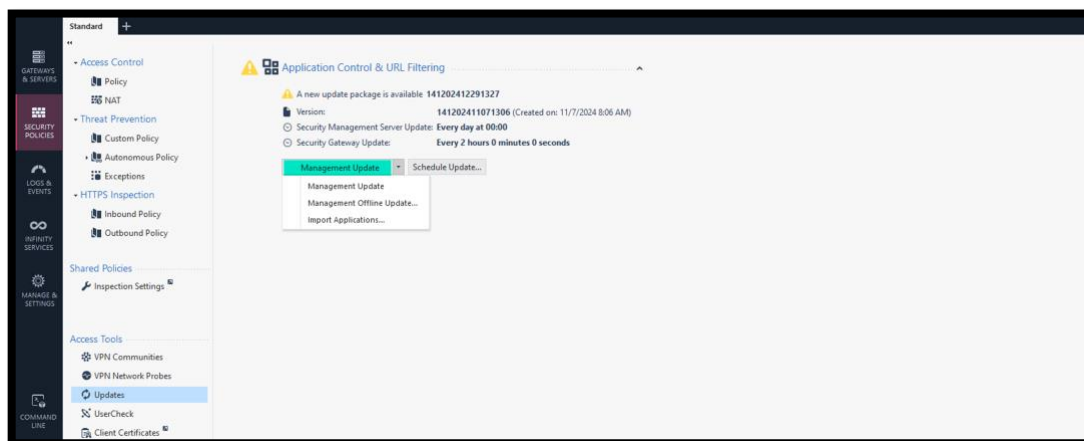 Standard
GATEWAYS
& SERVERS
SECURITY
POLICIES
LOGS &
EVENTS
INFINITY
SERVICES
MANAGE &
SETTINGS
COMMAND
LINE
Access Control
Policy
NAT
Threat Prevention
Custom Policy
Autonomous Policy
Exceptions
HTTPS Inspection
Inbound Policy
Outbound Policy
Shared Policies
Inspection Settings
Access Tools
VPN Communities
VPN Network Probes
Updates
UserCheck
Client Certificates
Application Control & URL Filtering
A new update package is available 141202412291327
Version: 141202411071306 (Created on: 11/7/2024 8:06 AM)
Security Management Server Update: Every day at 00:00
Security Gateway Update: Every 2 hours 0 minutes 0 seconds
Management Update Schedule Update...
Management Update
Management Offline Update...
Import Applications...